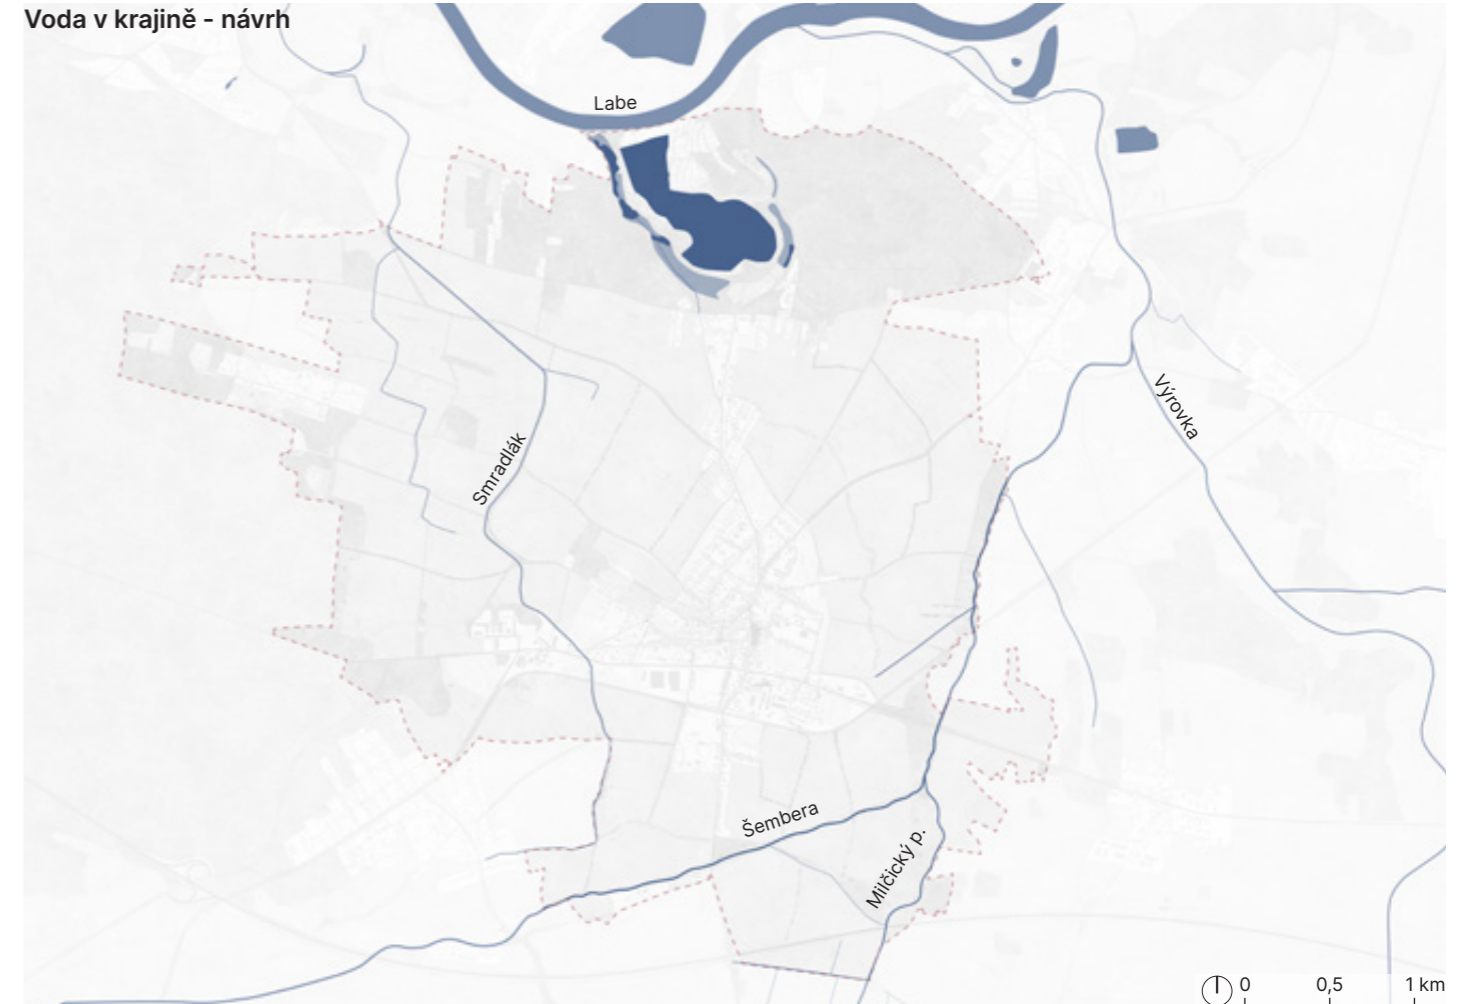 Voda v krajině - návrh
Labe
Výrovka
Smradlák
Šembera
Milčický p.
0 0,5 1 km